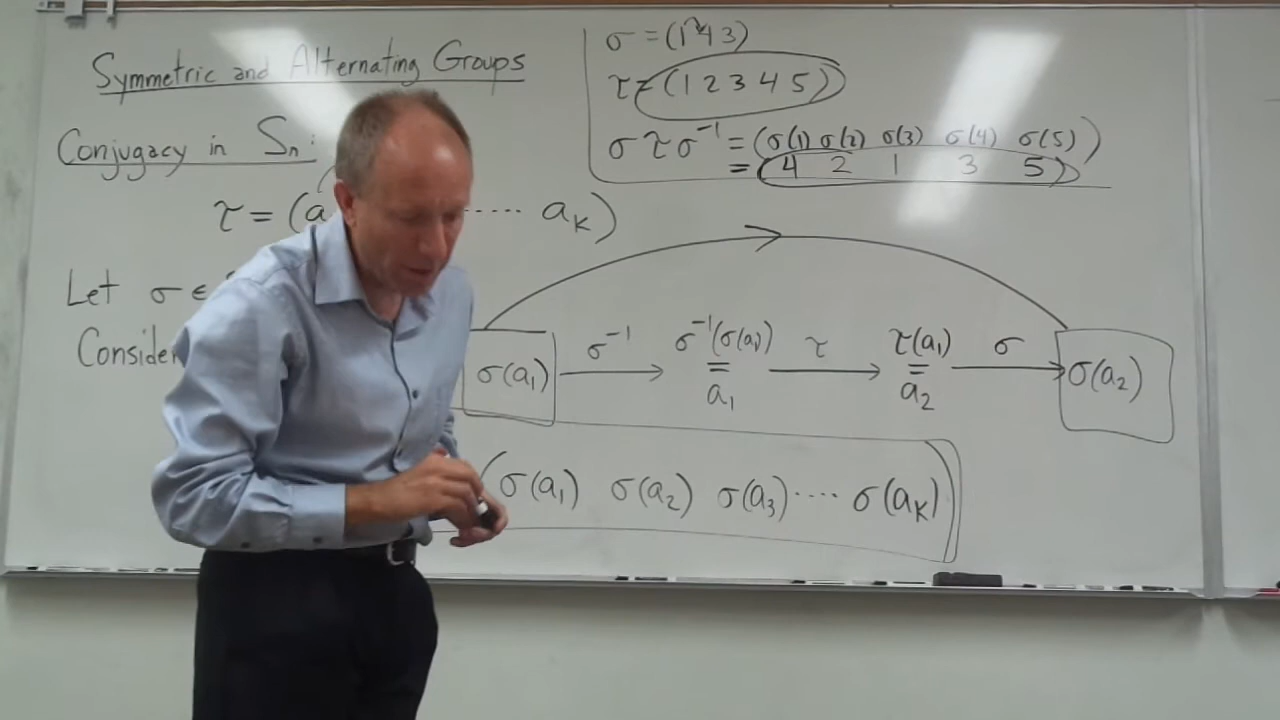 Symmetric and Alternating Groups
Conjugacy in Sₙ:
τ = (a ..... aₖ)
Let σ ∈
Consider
σ = (1 4 3)
τ = (1 2 3 4 5)
σ τ σ⁻¹ = (σ(1) σ(2) σ(3) σ(4) σ(5))
= (4 2 1 3 5)
σ(a₁) σ⁻¹ σ⁻¹(σ(a₁)) τ τ(a₁) σ σ(a₂)
= =
a₁ a₂
(σ(a₁) σ(a₂) σ(a₃) .... σ(aₖ))